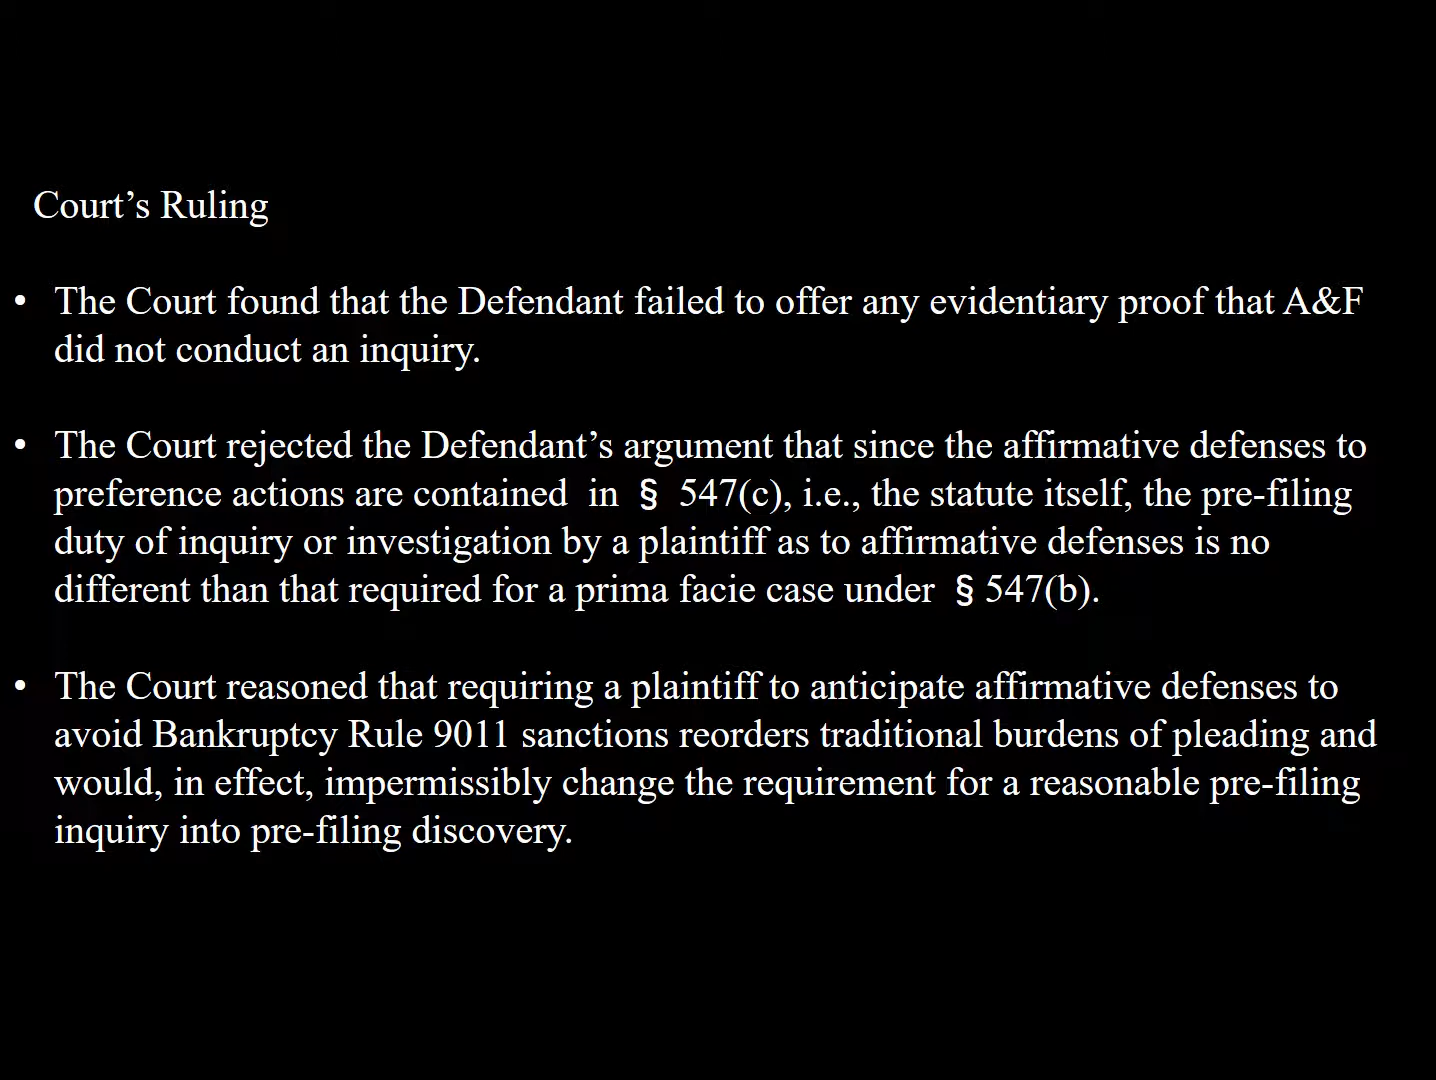 Court’s Ruling
• The Court found that the Defendant failed to offer any evidentiary proof that A&F
did not conduct an inquiry.
• The Court rejected the Defendant’s argument that since the affirmative defenses to
preference actions are contained in § 547(c), i.e., the statute itself, the pre-filing
duty of inquiry or investigation by a plaintiff as to affirmative defenses is no
different than that required for a prima facie case under § 547(b).
• The Court reasoned that requiring a plaintiff to anticipate affirmative defenses to
avoid Bankruptcy Rule 9011 sanctions reorders traditional burdens of pleading and
would, in effect, impermissibly change the requirement for a reasonable pre-filing
inquiry into pre-filing discovery.